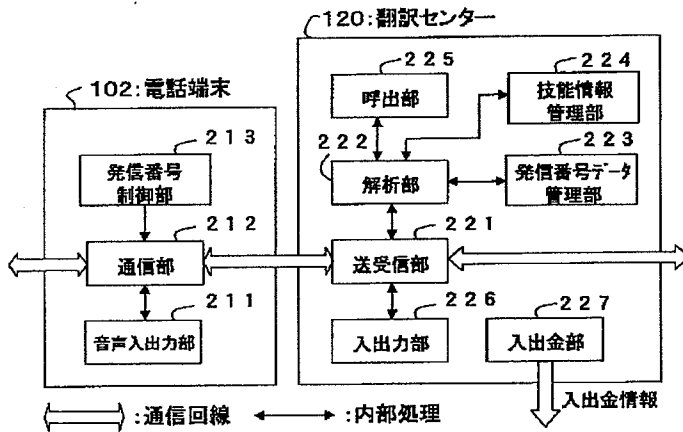 120:翻訳センター
102:電話端末
213
発信番号
制御部
212
通信部
211
音声入出力部
225
呼出部
224
技能情報
管理部
222
解析部
223
発信番号データ
管理部
221
送受信部
226
入出力部
227
入出金部
入出金情報
:通信回線
:内部処理